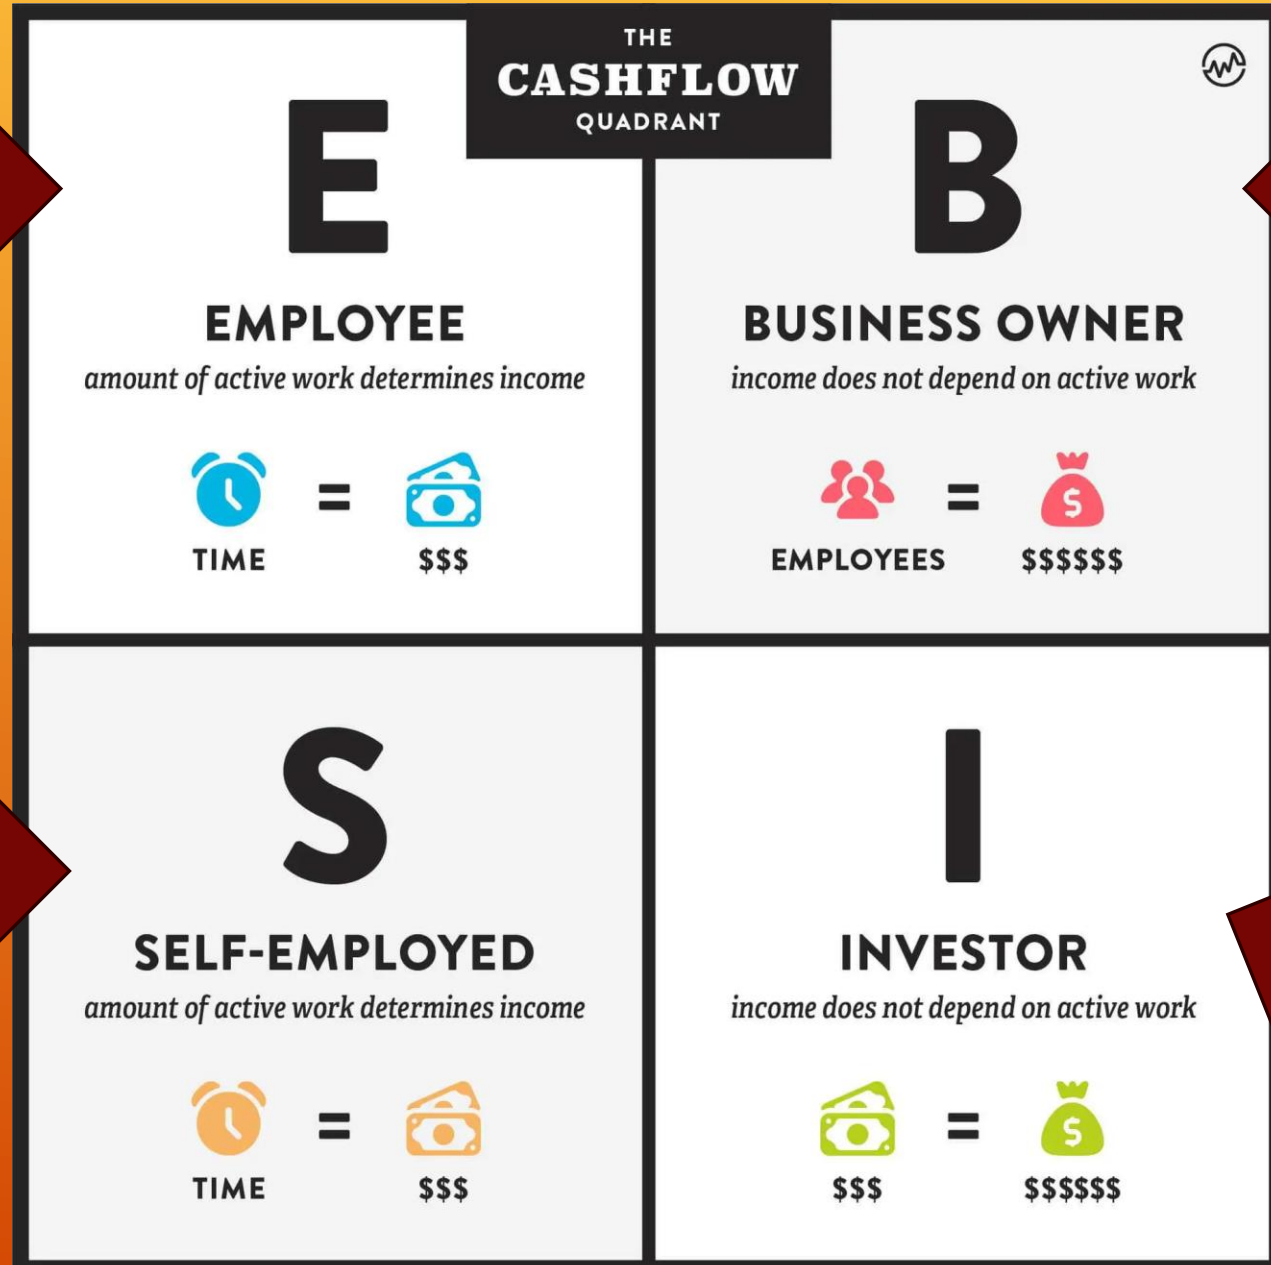 THE
CASHFLOW
QUADRANT
E
EMPLOYEE
amount of active work determines income
=
TIME $$$
B
BUSINESS OWNER
income does not depend on active work
= $
EMPLOYEES $$$$$$
S
SELF-EMPLOYED
amount of active work determines income
=
TIME $$$
I
INVESTOR
income does not depend on active work
= $
$$$ $$$$$$